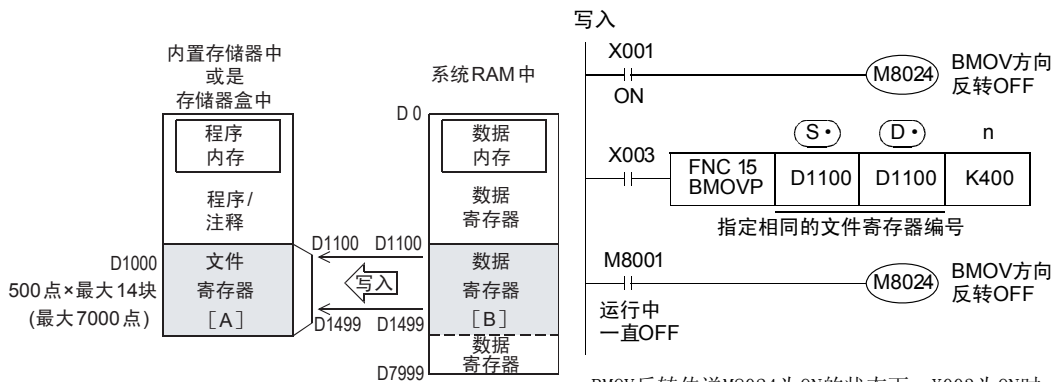 内置存储器中
或是
存储器盒中
程序
内存
程序/
注释
文件
寄存器
［A］
D1000
500点×最大14块
(最大7000点)
D1100 D1100
写入
D1499 D1499
系统RAM中
D 0
数据
内存
数据
寄存器
数据
寄存器
［B］
数据
寄存器
D7999
写入
X001
ON
M8024
BMOV方向
反转OFF
S· D· n
X003
FNC 15
BMOVP
D1100
D1100
K400
指定相同的文件寄存器编号
M8001
运行中
一直OFF
M8024
BMOV方向
反转OFF